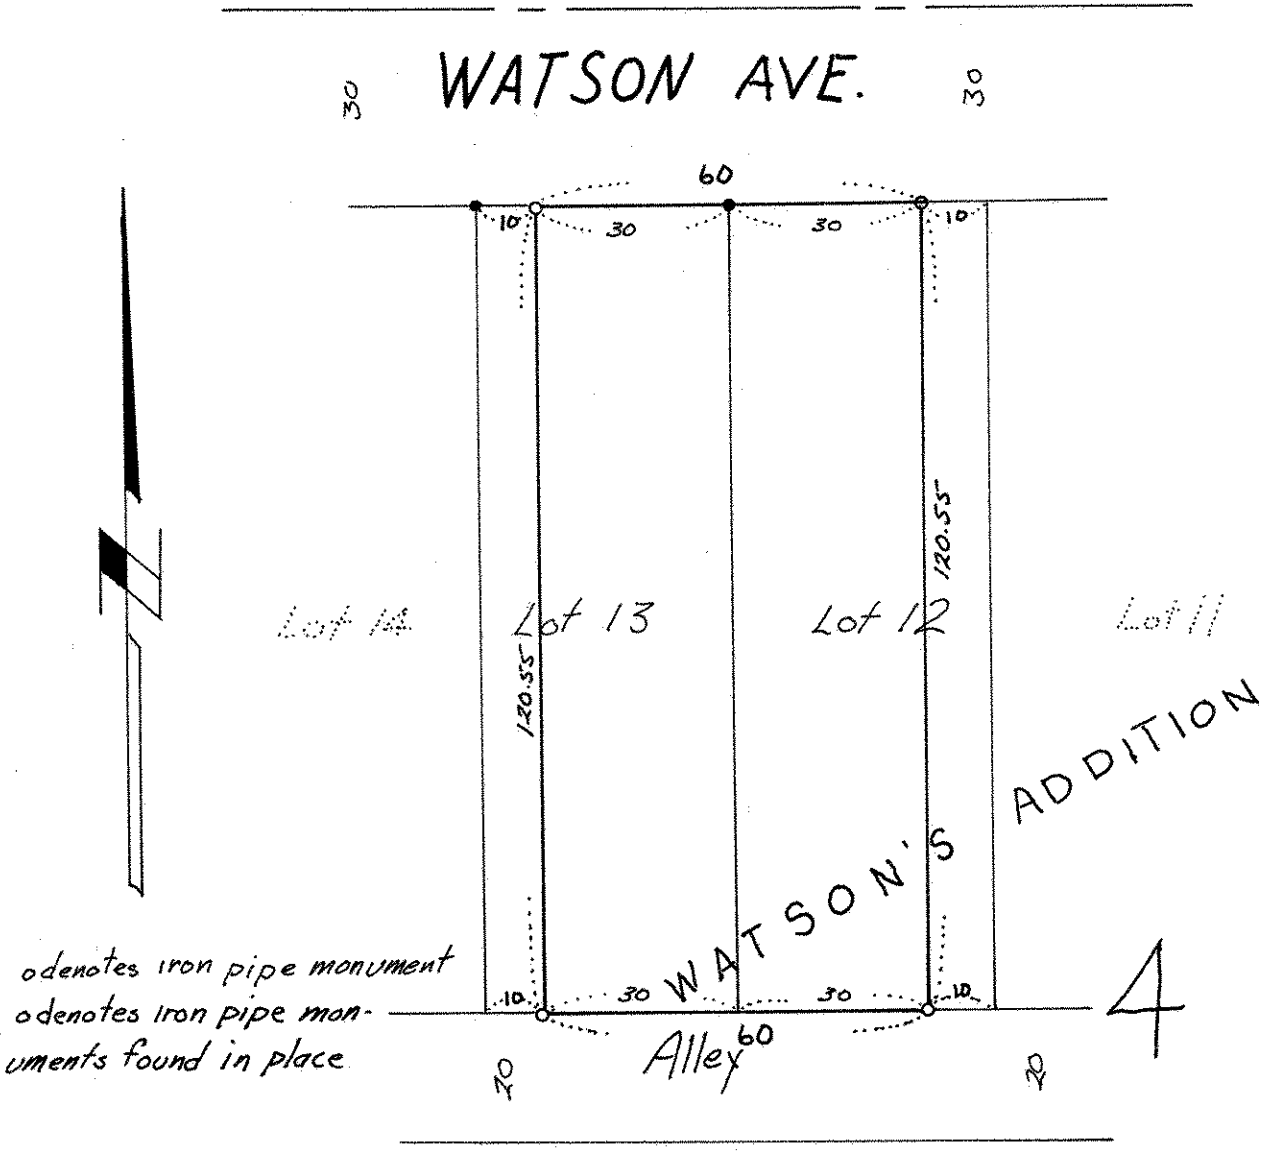 WATSON AVE.
30
30
60
10
30
30
10
120.55
Lot 14
Lot 13
Lot 12
Lot 11
120.55
WATSON'S ADDITION
o denotes iron pipe monument
o denotes iron pipe mon-
uments found in place
10
30
30
10
4
Alley
60
20
20